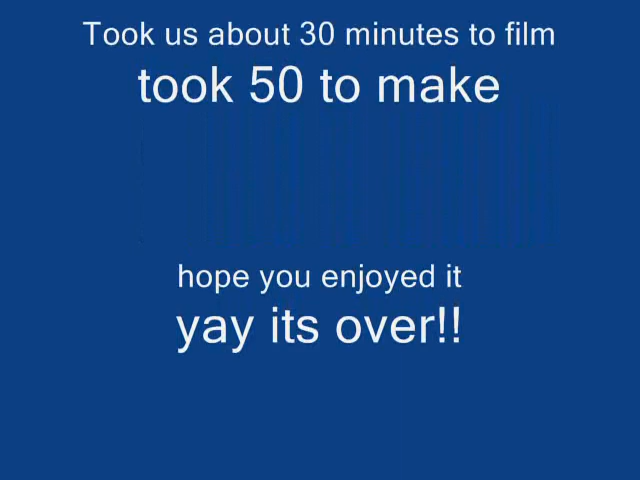 Took us about 30 minutes to film
took 50 to make
hope you enjoyed it
yay its over!!